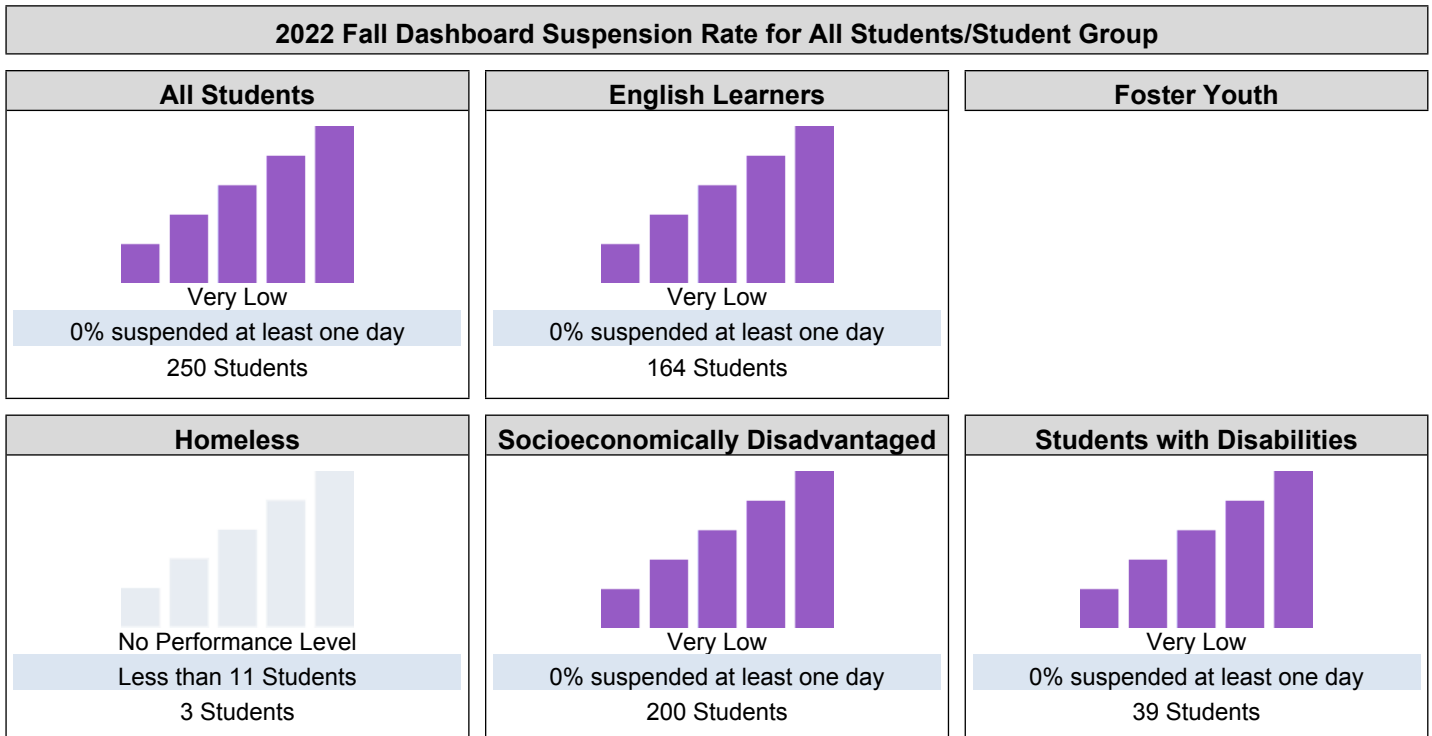 2022 Fall Dashboard Suspension Rate for All Students/Student Group
All Students
Very Low
0% suspended at least one day
250 Students
English Learners
Very Low
0% suspended at least one day
164 Students
Foster Youth
Homeless
No Performance Level
Less than 11 Students
3 Students
Socioeconomically Disadvantaged
Very Low
0% suspended at least one day
200 Students
Students with Disabilities
Very Low
0% suspended at least one day
39 Students